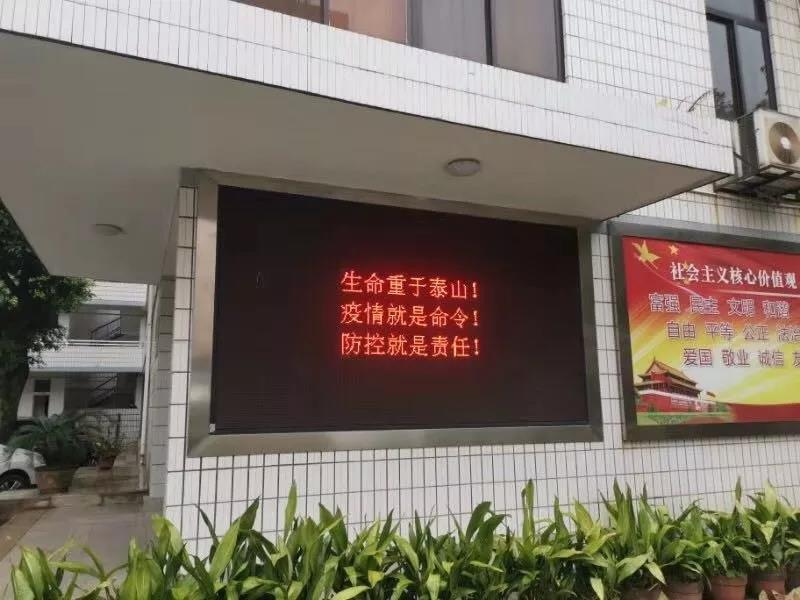 生命重于泰山!
疫情就是命令!
防控就是责任!
社会主义核心价值观
富强 民主 文明 和谐
自由 平等 公正 法治
爱国 敬业 诚信